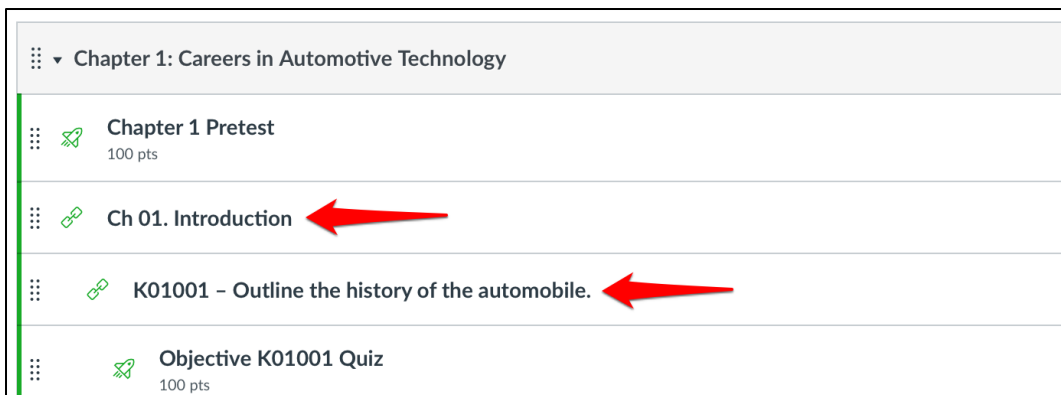 Chapter 1: Careers in Automotive Technology
Chapter 1 Pretest
100 pts
Ch 01. Introduction
K01001 – Outline the history of the automobile.
Objective K01001 Quiz
100 pts